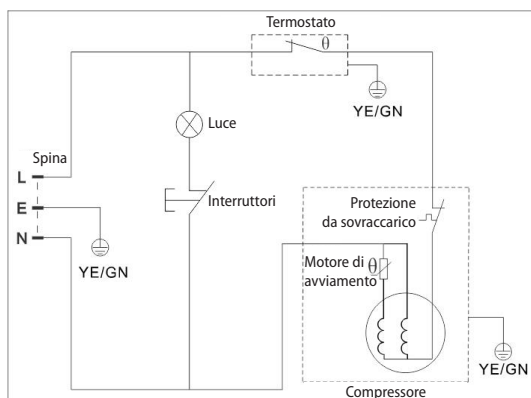 Termostato
θ
YE/GN
Luce
Spina
L
E
N
YE/GN
Interruttori
Protezione
da sovraccarico
Motore di
avviamento
θ
YE/GN
Compressore